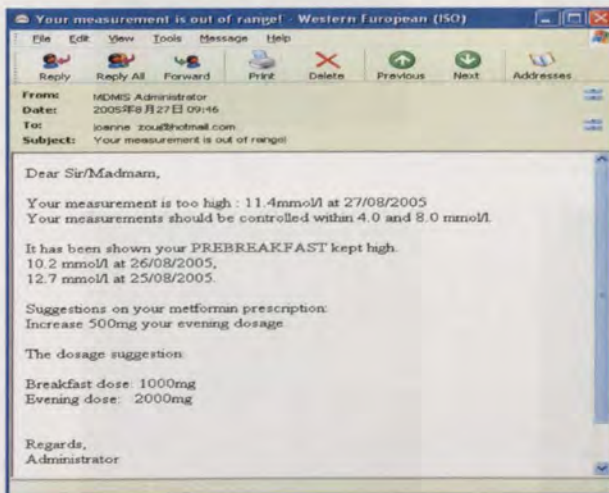 Your measurement is out of range! - Western European (ISO)
File Edit View Tools Message Help
Reply Reply All Forward Print Delete Previous Next Addresses
From: MDMIS Administrator
Date: 2005年8月27日 09:46
To: joanne_zou@hotmail.com
Subject: Your measurement is out of range!
Dear Sir/Madmam,
Your measurement is too high : 11.4mmol/l at 27/08/2005
Your measurements should be controlled within 4.0 and 8.0 mmol/l.
It has been shown your PREBREAKFAST kept high.
10.2 mmol/l at 26/08/2005,
12.7 mmol/l at 25/08/2005.
Suggestions on your metformin prescription:
Increase 500mg your evening dosage
The dosage suggestion:
Breakfast dose: 1000mg
Evening dose: 2000mg
Regards,
Administrator